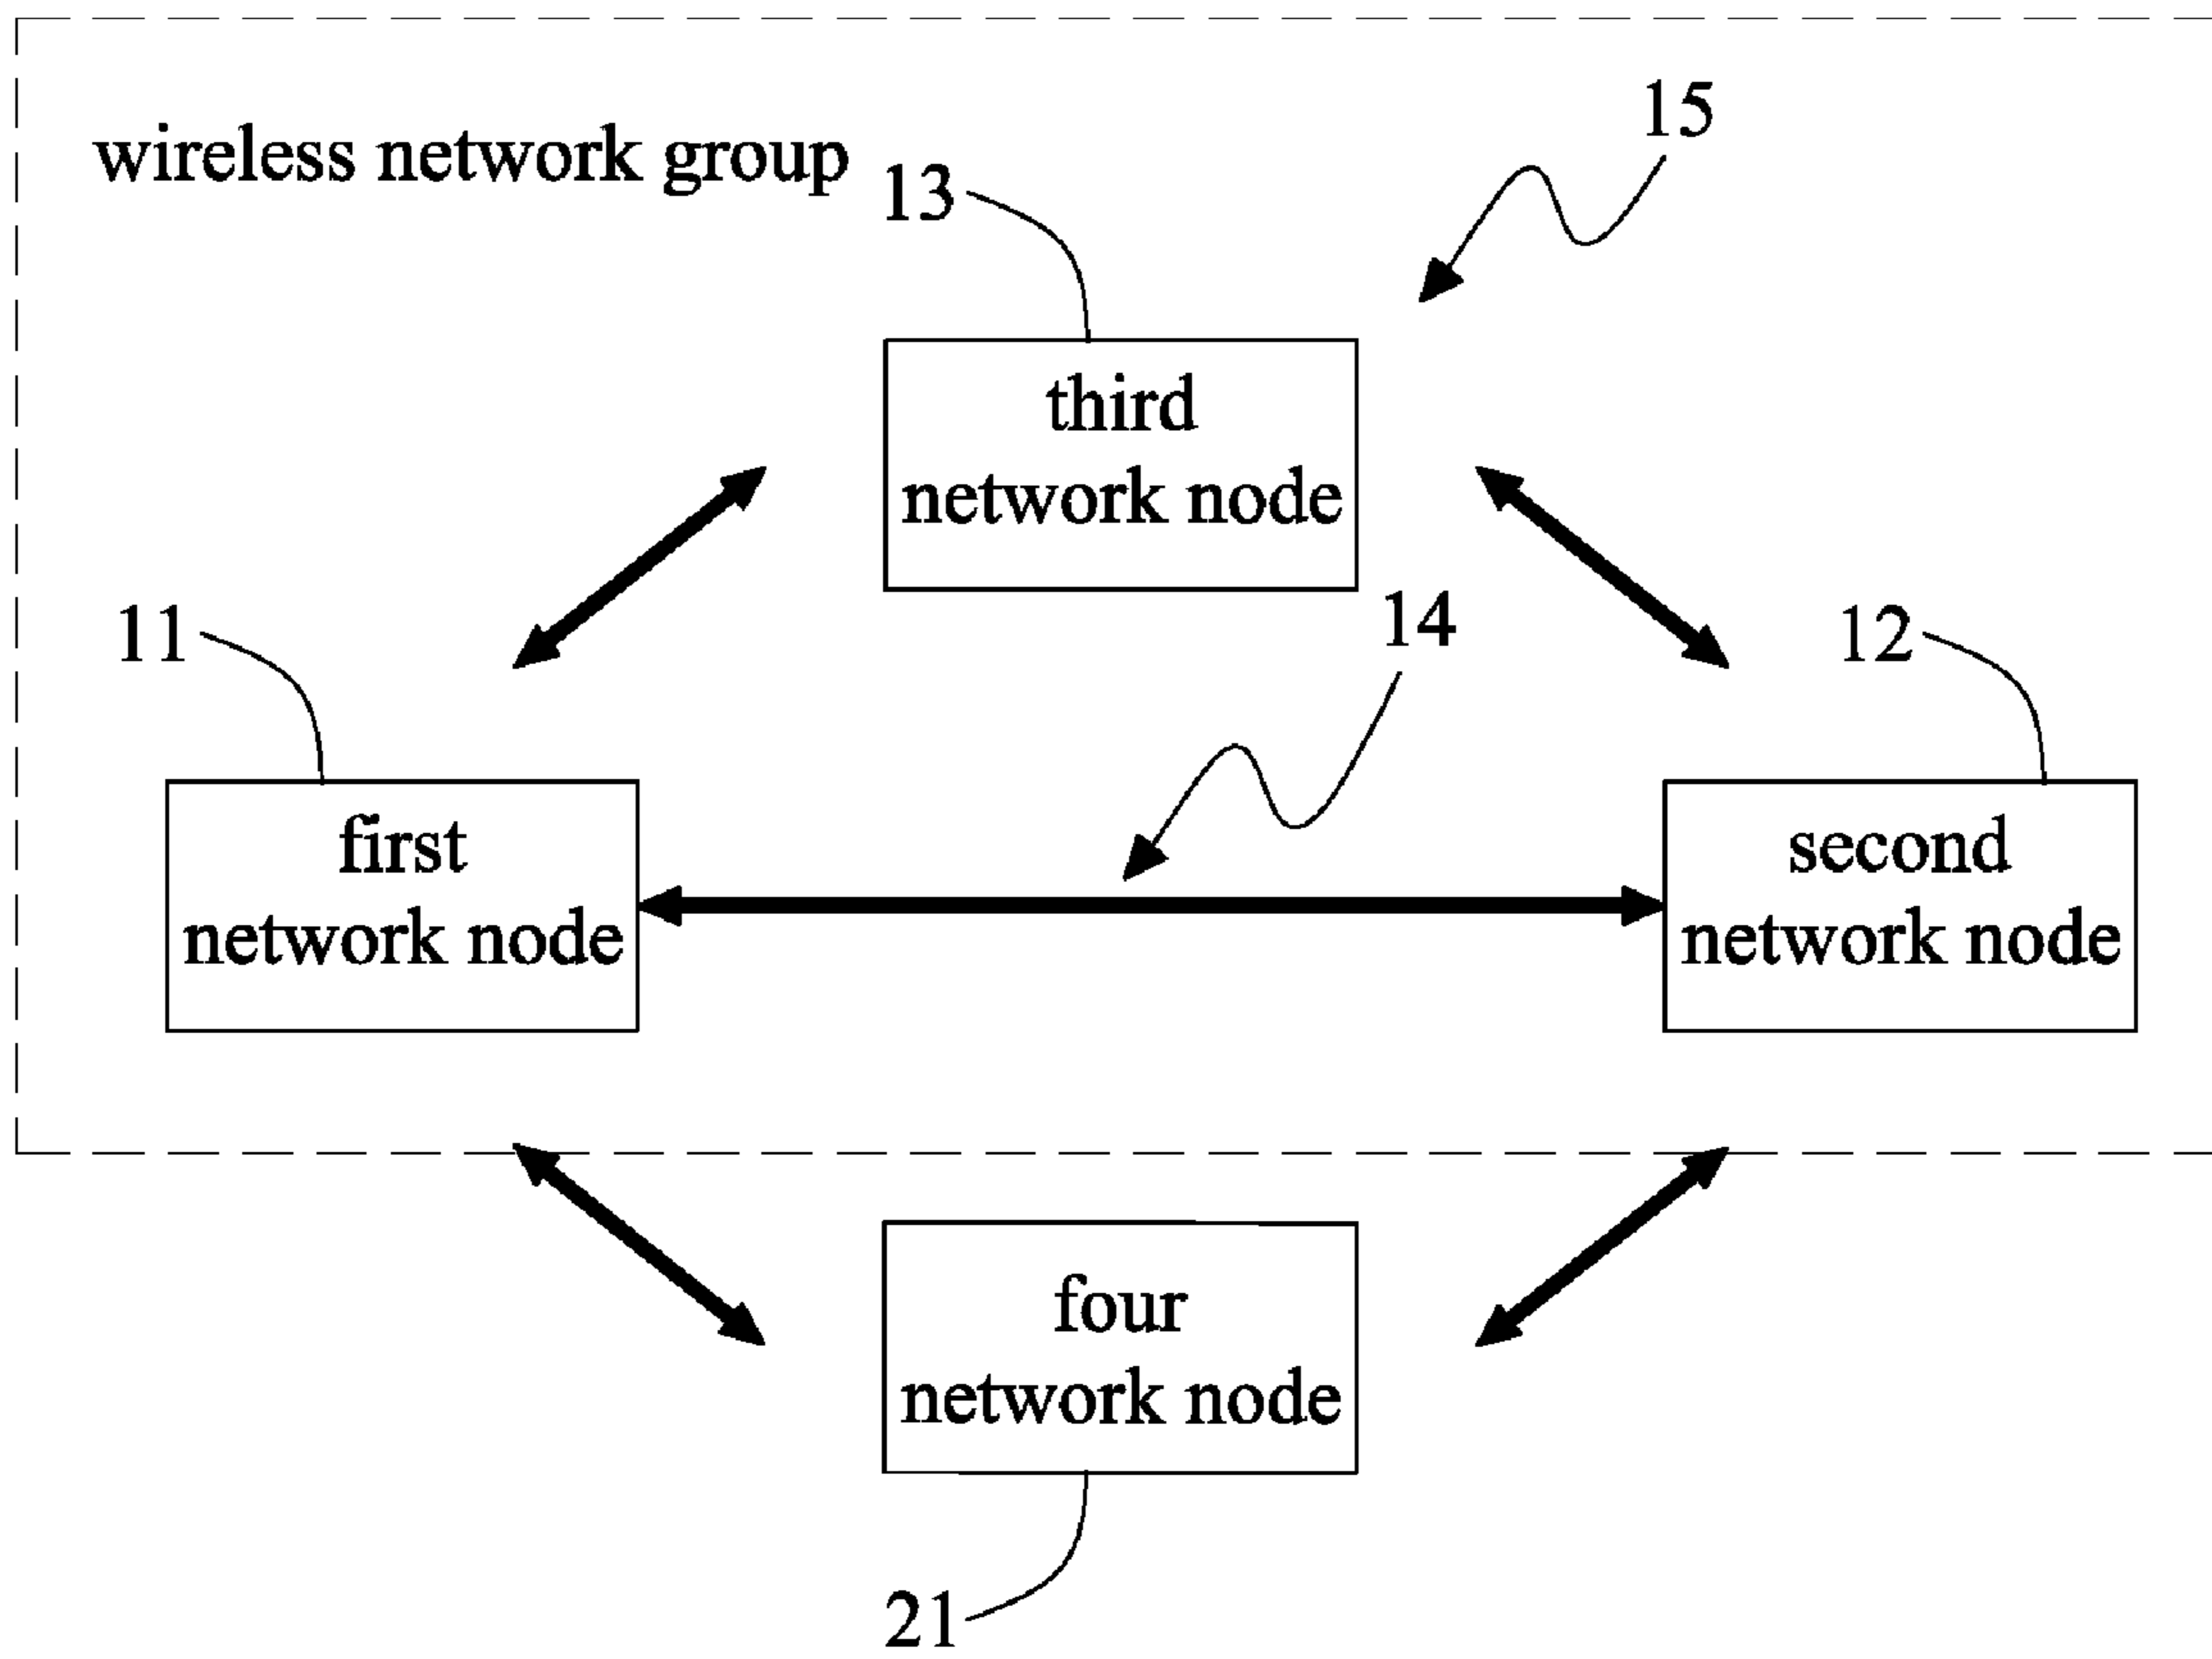 15
wireless network group
13
third
network node
14
11
12
first
network node
second
network node
four
network node
21